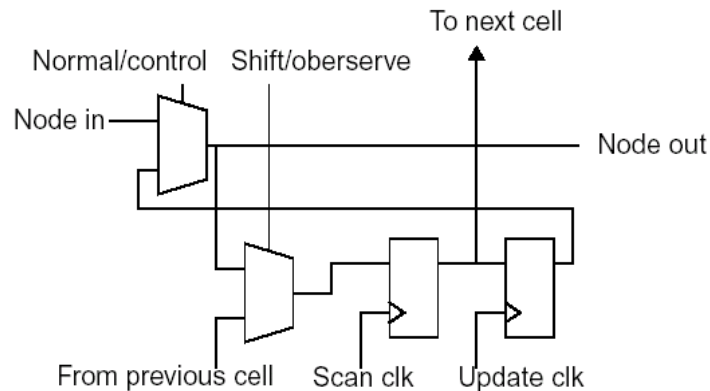 To next cell
Normal/control
Shift/oberserve
Node in
Node out
From previous cell
Scan clk
Update clk